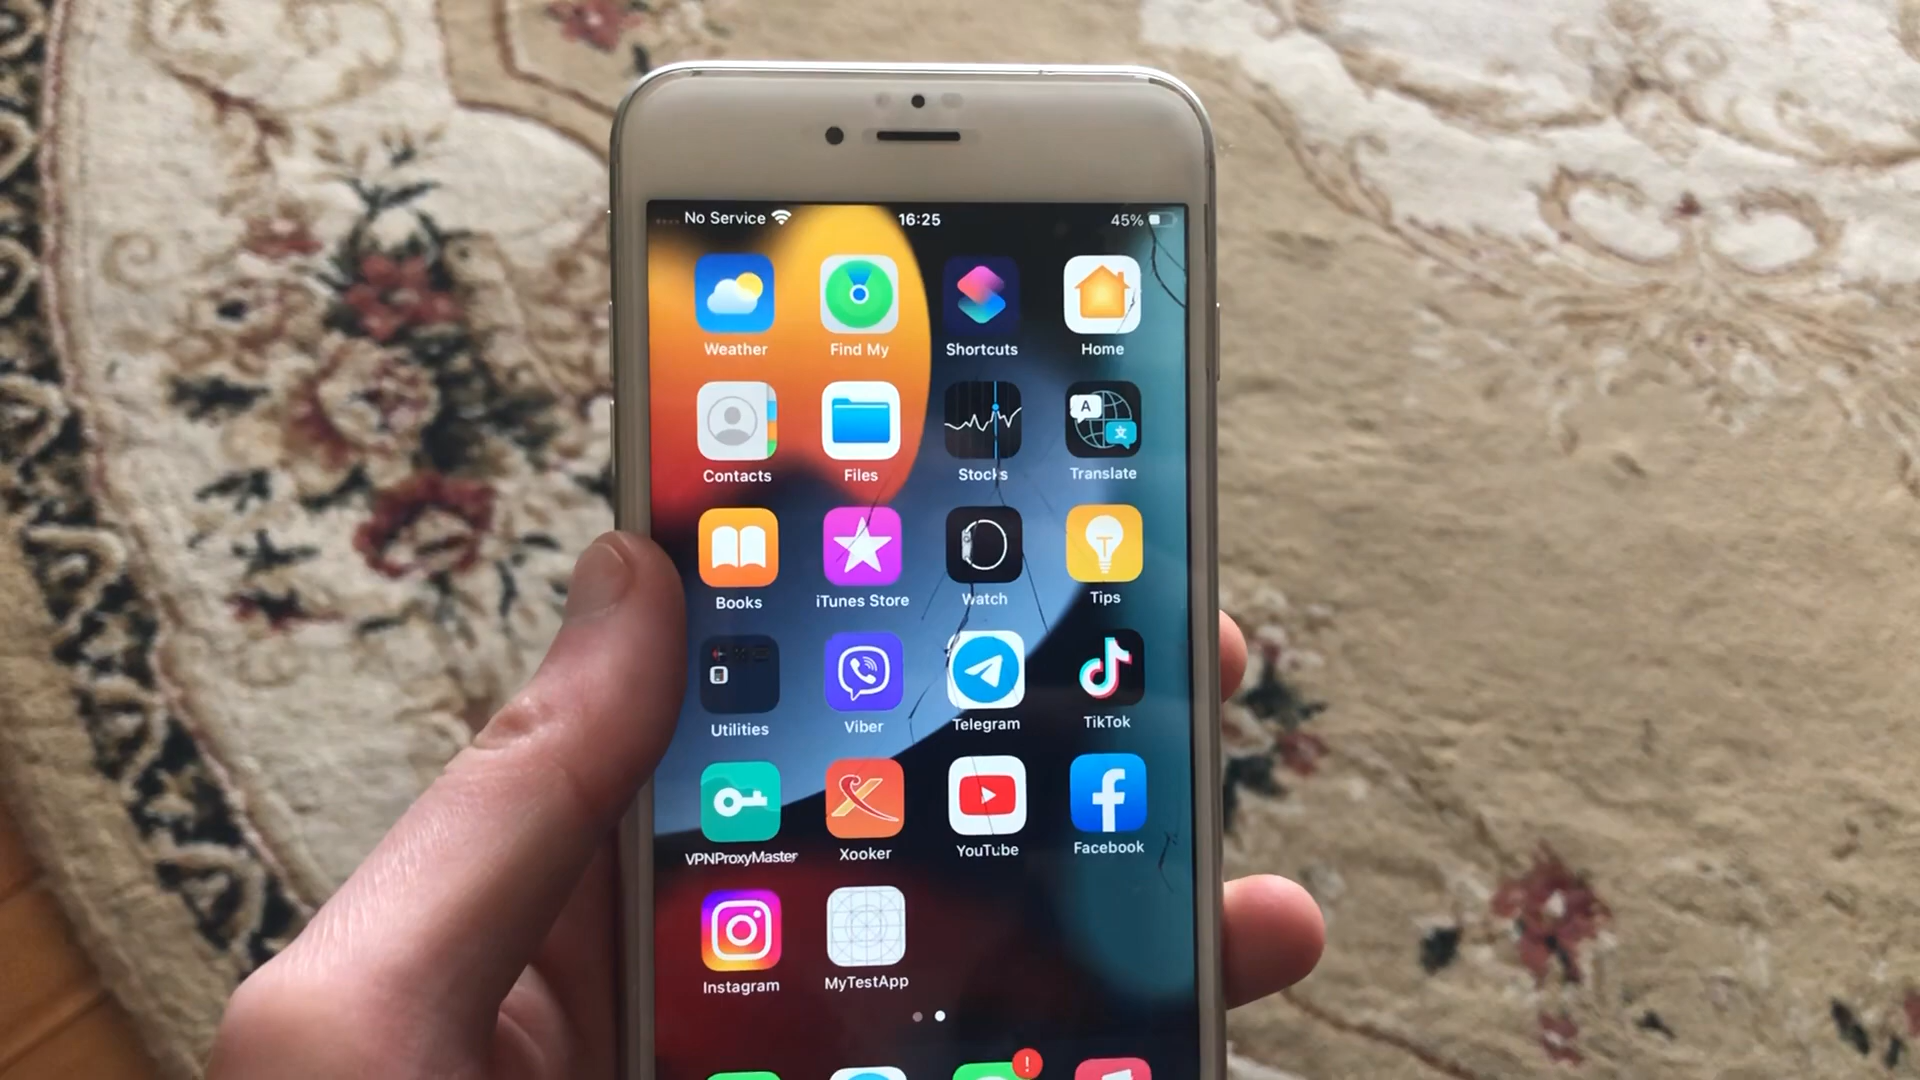 No Service 16:25 45%
Weather Find My Shortcuts Home
Contacts Files Stocks Translate
Books iTunes Store Watch Tips
Utilities Viber Telegram TikTok
VPNProxyMaster Xooker YouTube Facebook
Instagram MyTestApp